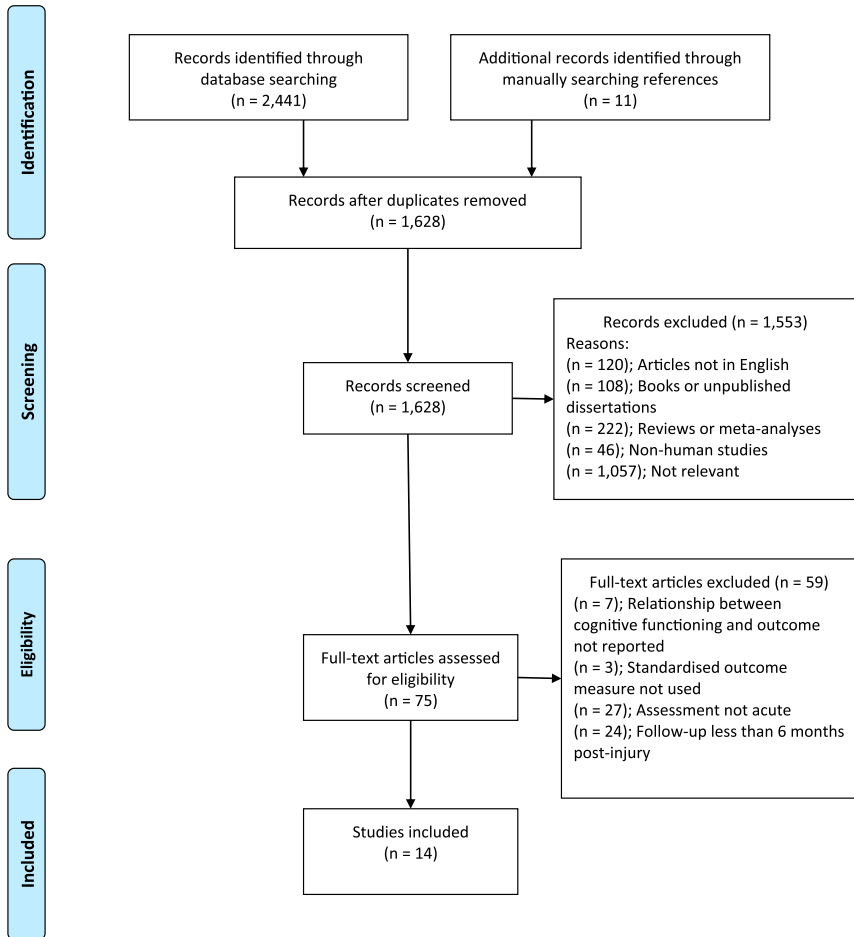 Identification
Records identified through
database searching
(n = 2,441)
Additional records identified through
manually searching references
(n = 11)
Records after duplicates removed
(n = 1,628)
Screening
Records screened
(n = 1,628)
Records excluded (n = 1,553)
Reasons:
(n = 120); Articles not in English
(n = 108); Books or unpublished
dissertations
(n = 222); Reviews or meta-analyses
(n = 46); Non-human studies
(n = 1,057); Not relevant
Eligibility
Full-text articles assessed
for eligibility
(n = 75)
Full-text articles excluded (n = 59)
(n = 7); Relationship between
cognitive functioning and outcome
not reported
(n = 3); Standardised outcome
measure not used
(n = 27); Assessment not acute
(n = 24); Follow-up less than 6 months
post-injury
Included
Studies included
(n = 14)